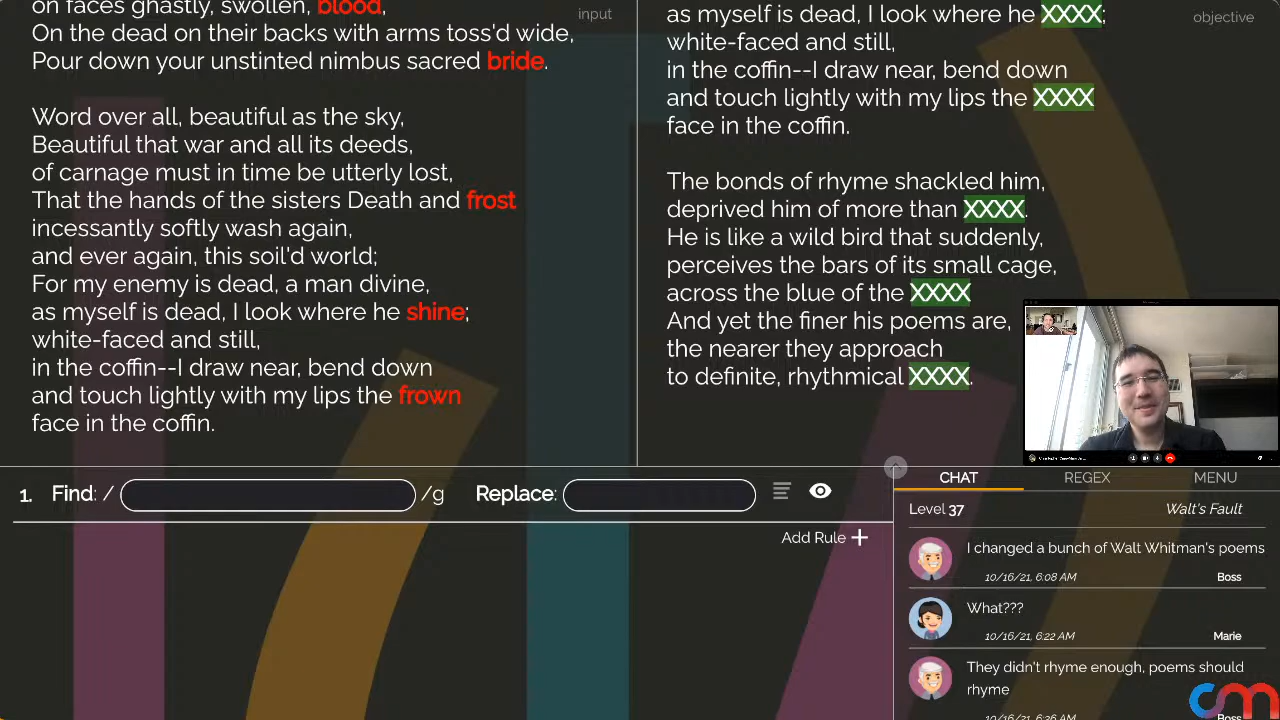 on faces ghastly, swollen, blood,
On the dead on their backs with arms toss'd wide,
Pour down your unstinted nimbus sacred bride.
Word over all, beautiful as the sky,
Beautiful that war and all its deeds,
of carnage must in time be utterly lost,
That the hands of the sisters Death and frost
incessantly softly wash again,
and ever again, this soil'd world;
For my enemy is dead, a man divine,
as myself is dead, I look where he shine;
white-faced and still,
in the coffin--I draw near, bend down
and touch lightly with my lips the frown
face in the coffin.
input
as myself is dead, I look where he XXXX;
white-faced and still,
in the coffin--I draw near, bend down
and touch lightly with my lips the XXXX
face in the coffin.
The bonds of rhyme shackled him,
deprived him of more than XXXX.
He is like a wild bird that suddenly,
perceives the bars of its small cage,
across the blue of the XXXX
And yet the finer his poems are,
the nearer they approach
to definite, rhythmical XXXX.
objective
1. Find: / /g Replace:
Add Rule +
CHAT REGEX MENU
Level 37 Walt's Fault
I changed a bunch of Walt Whitman's poems
10/16/21, 6:08 AM Boss
What???
10/16/21, 6:22 AM Marie
They didn't rhyme enough, poems should
rhyme
10/16/21, 6:36 AM Boss
cm